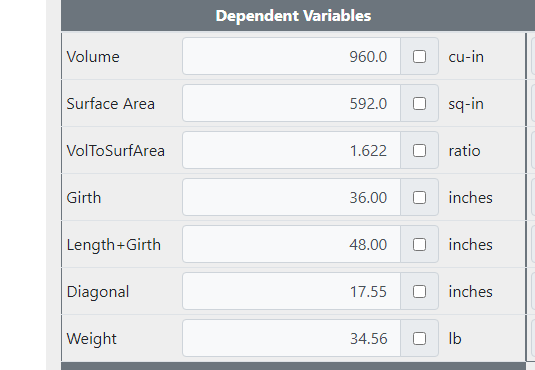 Dependent Variables
Volume 960.0 cu-in
Surface Area 592.0 sq-in
VolToSurfArea 1.622 ratio
Girth 36.00 inches
Length+Girth 48.00 inches
Diagonal 17.55 inches
Weight 34.56 lb